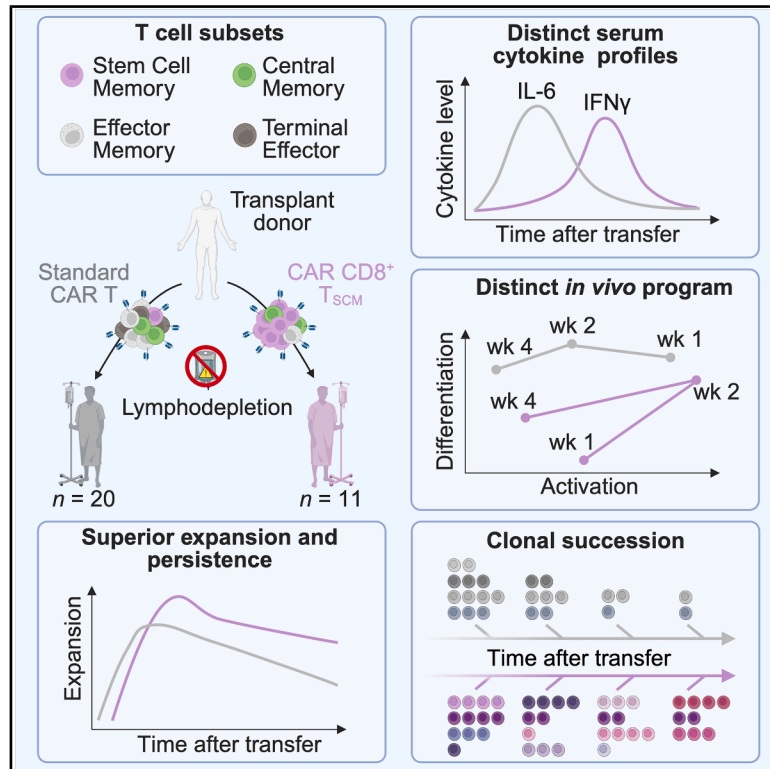 T cell subsets
Stem Cell
Memory
Central
Memory
Effector
Memory
Terminal
Effector
Transplant
donor
Standard
CAR T
CAR CD8⁺
T_SCM
Lymphodepletion
n = 20
n = 11
Distinct serum
cytokine profiles
IL-6
IFNγ
Cytokine level
Time after transfer
Distinct in vivo program
wk 4
wk 2
wk 1
wk 4
wk 2
wk 1
Differentiation
Activation
Superior expansion and
persistence
Expansion
Time after transfer
Clonal succession
Time after transfer